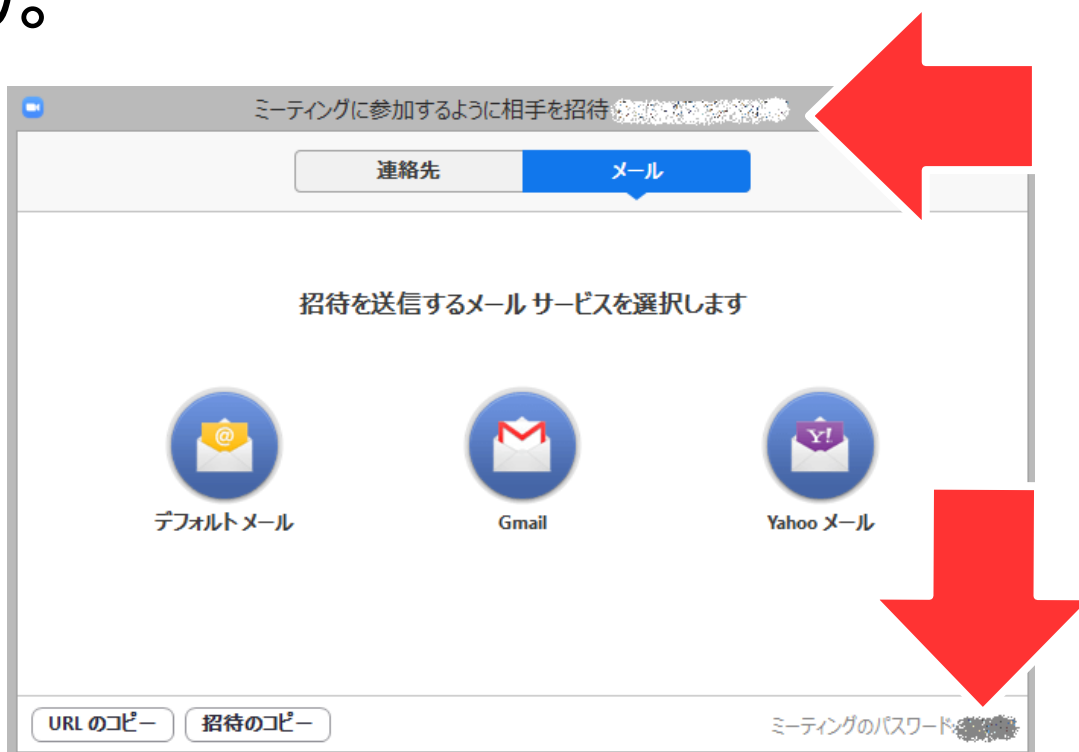 す。
ミーティングに参加するように相手を招待
連絡先
メール
招待を送信するメール サービスを選択します
@
Y!
デフォルト メール
Gmail
Yahoo メール
URL のコピー
招待のコピー
ミーティングのパスワード: